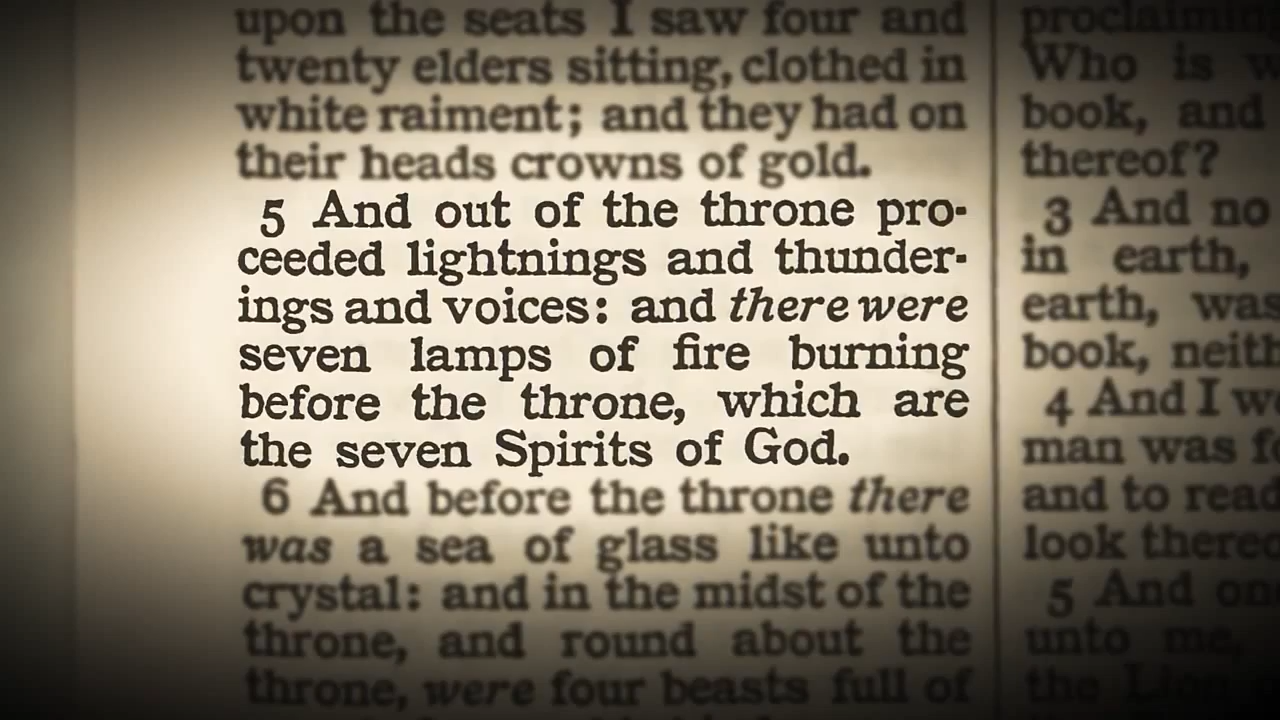 upon the seats I saw four and
twenty elders sitting, clothed in
white raiment; and they had on
their heads crowns of gold.
5 And out of the throne pro-
ceeded lightnings and thunder-
ings and voices: and there were
seven lamps of fire burning
before the throne, which are
the seven Spirits of God.
6 And before the throne there
was a sea of glass like unto
crystal: and in the midst of the
throne, and round about the
throne, were four beasts full of
proclaiming
Who is w
book, and
thereof?
3 And no
in earth,
earth, was
book, neith
4 And I w
man was f
and to read
look thereo
5 And on
unto me,
the Lion